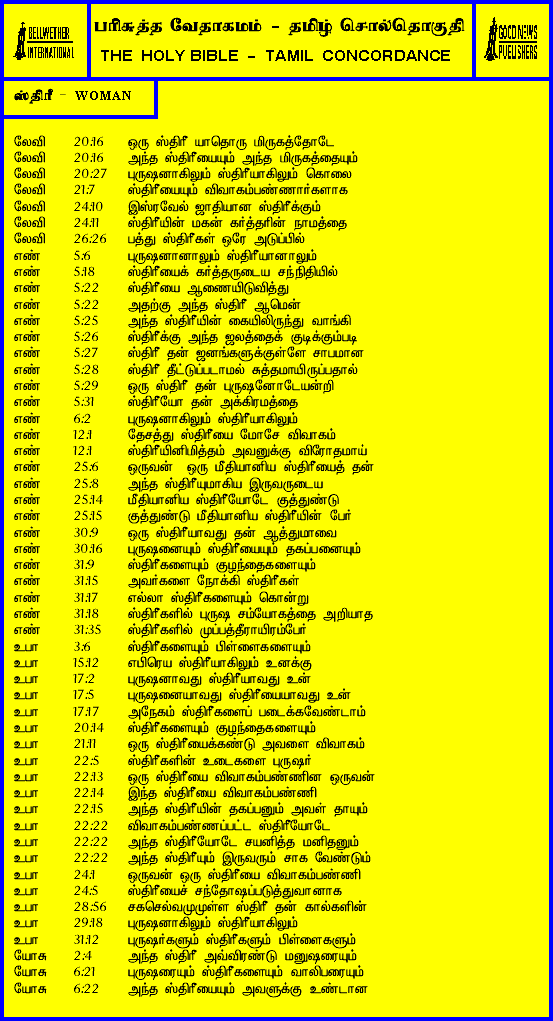 BELLWETHER
INTERNATIONAL
பரிசுத்த வேதாகமம் - தமிழ் சொல்தொகுதி
THE HOLY BIBLE - TAMIL CONCORDANCE
GOOD NEWS
PUBLISHERS
ஸ்திரீ - WOMAN
லேவி 20:16 ஒரு ஸ்திரீ யாதொரு மிருகத்தோடே
லேவி 20:16 அந்த ஸ்திரீயையும் அந்த மிருகத்தையும்
லேவி 20:27 புருஷனாகிலும் ஸ்திரீயாகிலும் கொலை
லேவி 21:7 ஸ்திரீயையும் விவாகம்பண்ணார்களாக
லேவி 24:10 இஸ்ரவேல் ஜாதியான ஸ்திரீக்கும்
லேவி 24:11 ஸ்திரீயின் மகன் கர்த்தரின் நாமத்தை
லேவி 26:26 பத்து ஸ்திரீகள் ஒரே அடுப்பில்
எண் 5:6 புருஷனானாலும் ஸ்திரீயானாலும்
எண் 5:18 ஸ்திரீயைக் கர்த்தருடைய சந்நிதியில்
எண் 5:22 ஸ்திரீயை ஆணையிடுவித்து
எண் 5:22 அதற்கு அந்த ஸ்திரீ ஆமென்
எண் 5:25 அந்த ஸ்திரீயின் கையிலிருந்து வாங்கி
எண் 5:26 ஸ்திரீக்கு அந்த ஜலத்தைக் குடிக்கும்படி
எண் 5:27 ஸ்திரீ தன் ஜனங்களுக்குள்ளே சாபமான
எண் 5:28 ஸ்திரீ தீட்டுப்படாமல் சுத்தமாயிருப்பதால்
எண் 5:29 ஒரு ஸ்திரீ தன் புருஷனோடேயன்றி
எண் 5:31 ஸ்திரீயோ தன் அக்கிரமத்தை
எண் 6:2 புருஷனாகிலும் ஸ்திரீயாகிலும்
எண் 12:1 தேசத்து ஸ்திரீயை மோசே விவாகம்
எண் 12:1 ஸ்திரீயினிமித்தம் அவனுக்கு விரோதமாய்
எண் 25:6 ஒருவன் ஒரு மீதியானிய ஸ்திரீயைத் தன்
எண் 25:8 அந்த ஸ்திரீயுமாகிய இருவருடைய
எண் 25:14 மீதியானிய ஸ்திரீயோடே குத்துண்டு
எண் 25:15 குத்துண்டு மீதியானிய ஸ்திரீயின் பேர்
எண் 30:9 ஒரு ஸ்திரீயாவது தன் ஆத்துமாவை
எண் 30:16 புருஷனையும் ஸ்திரீயையும் தகப்பனையும்
எண் 31:9 ஸ்திரீகளையும் குழந்தைகளையும்
எண் 31:15 அவர்களை நோக்கி ஸ்திரீகள்
எண் 31:17 எல்லா ஸ்திரீகளையும் கொன்று
எண் 31:18 ஸ்திரீகளில் புருஷ சம்யோகத்தை அறியாத
எண் 31:35 ஸ்திரீகளில் முப்பத்தீராயிரம்பேர்
உபா 3:6 ஸ்திரீகளையும் பிள்ளைகளையும்
உபா 15:12 எபிரெய ஸ்திரீயாகிலும் உனக்கு
உபா 17:2 புருஷனாவது ஸ்திரீயாவது உன்
உபா 17:5 புருஷனையாவது ஸ்திரீயையாவது உன்
உபா 17:17 அநேகம் ஸ்திரீகளைப் படைக்கவேண்டாம்
உபா 20:14 ஸ்திரீகளையும் குழந்தைகளையும்
உபா 21:11 ஒரு ஸ்திரீயைக்கண்டு அவளை விவாகம்
உபா 22:5 ஸ்திரீகளின் உடைகளை புருஷர்
உபா 22:13 ஒரு ஸ்திரீயை விவாகம்பண்ணின ஒருவன்
உபா 22:14 இந்த ஸ்திரீயை விவாகம்பண்ணி
உபா 22:15 அந்த ஸ்திரீயின் தகப்பனும் அவள் தாயும்
உபா 22:22 விவாகம்பண்ணப்பட்ட ஸ்திரீயோடே
உபா 22:22 அந்த ஸ்திரீயோடே சயனித்த மனிதனும்
உபா 22:22 அந்த ஸ்திரீயும் இருவரும் சாக வேண்டும்
உபா 24:1 ஒருவன் ஒரு ஸ்திரீயை விவாகம்பண்ணி
உபா 24:5 ஸ்திரீயைச் சந்தோஷப்படுத்துவானாக
உபா 28:56 சகசெல்வமுமுள்ள ஸ்திரீ தன் கால்களின்
உபா 29:18 புருஷனாகிலும் ஸ்திரீயாகிலும்
உபா 31:12 புருஷர்களும் ஸ்திரீகளும் பிள்ளைகளும்
யோசு 2:4 அந்த ஸ்திரீ அவ்விரண்டு மனுஷரையும்
யோசு 6:21 புருஷரையும் ஸ்திரீகளையும் வாலிபரையும்
யோசு 6:22 அந்த ஸ்திரீயையும் அவளுக்கு உண்டான